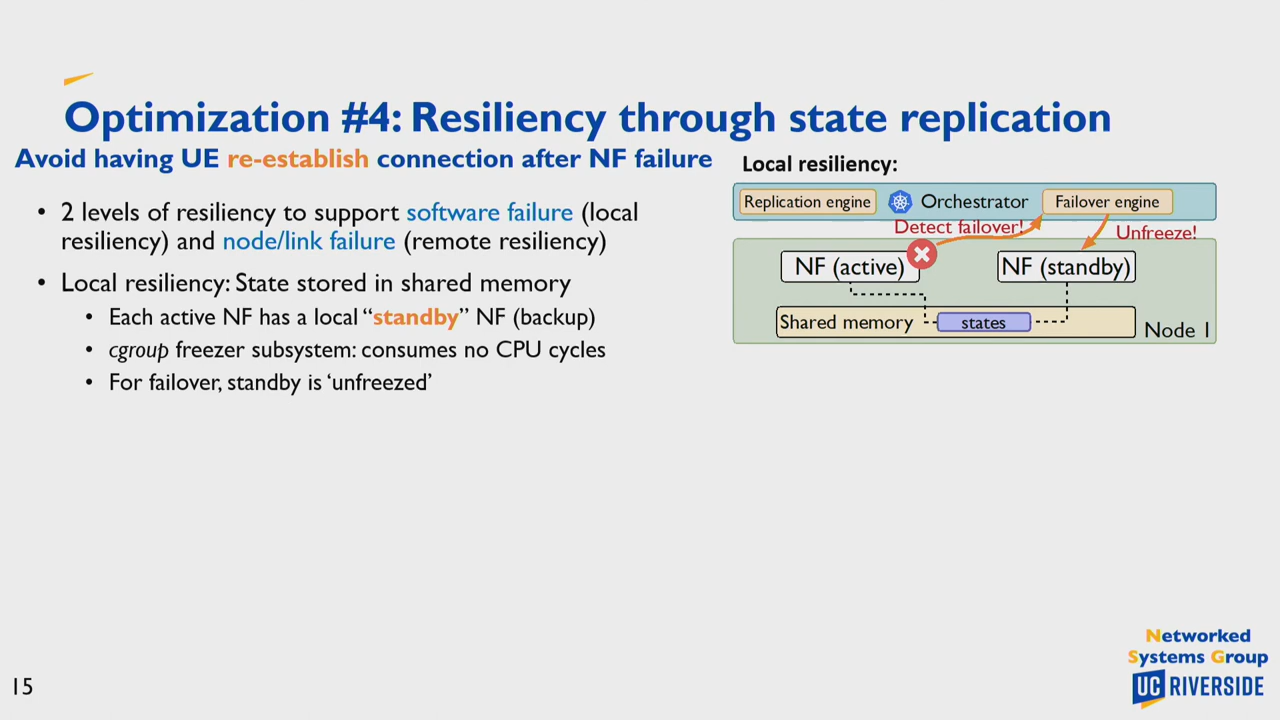 Optimization #4: Resiliency through state replication
Avoid having UE re-establish connection after NF failure
• 2 levels of resiliency to support software failure (local
resiliency) and node/link failure (remote resiliency)
• Local resiliency: State stored in shared memory
• Each active NF has a local “standby” NF (backup)
• cgroup freezer subsystem: consumes no CPU cycles
• For failover, standby is ‘unfreezed’
Local resiliency:
Replication engine
Orchestrator
Failover engine
Detect failover!
Unfreeze!
NF (active)
NF (standby)
Shared memory
states
Node 1
15
Networked
Systems Group
UC RIVERSIDE